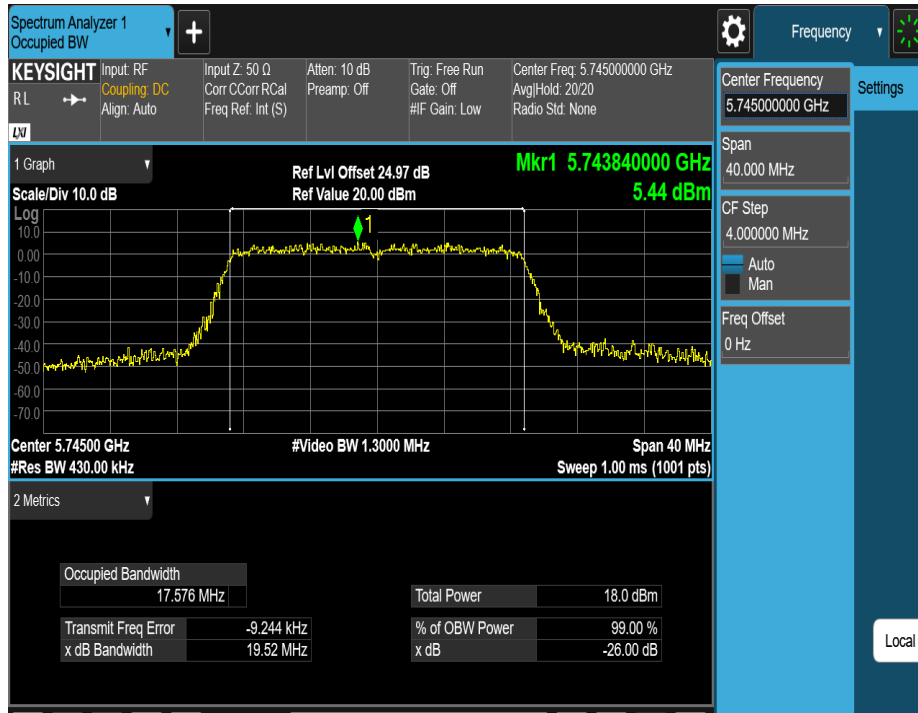 Spectrum Analyzer 1
Occupied BW
Frequency
KEYSIGHT
R L
LXI
Input: RF
Coupling: DC
Align: Auto
Input Z: 50 Ω
Corr CCorr RCal
Freq Ref: Int (S)
Atten: 10 dB
Preamp: Off
Trig: Free Run
Gate: Off
#IF Gain: Low
Center Freq: 5.745000000 GHz
Avg|Hold: 20/20
Radio Std: None
Center Frequency
5.745000000 GHz
Settings
Span
40.000 MHz
CF Step
4.000000 MHz
Auto
Man
Freq Offset
0 Hz
Local
1 Graph
Scale/Div 10.0 dB
Ref Lvl Offset 24.97 dB
Ref Value 20.00 dBm
Mkr1 5.743840000 GHz
5.44 dBm
Log
10.0
0.00
-10.0
-20.0
-30.0
-40.0
-50.0
-60.0
-70.0
1
Center 5.74500 GHz
#Video BW 1.3000 MHz
Span 40 MHz
#Res BW 430.00 kHz
Sweep 1.00 ms (1001 pts)
2 Metrics
Occupied Bandwidth
17.576 MHz
Total Power 18.0 dBm
Transmit Freq Error -9.244 kHz
% of OBW Power 99.00 %
x dB Bandwidth 19.52 MHz
x dB -26.00 dB